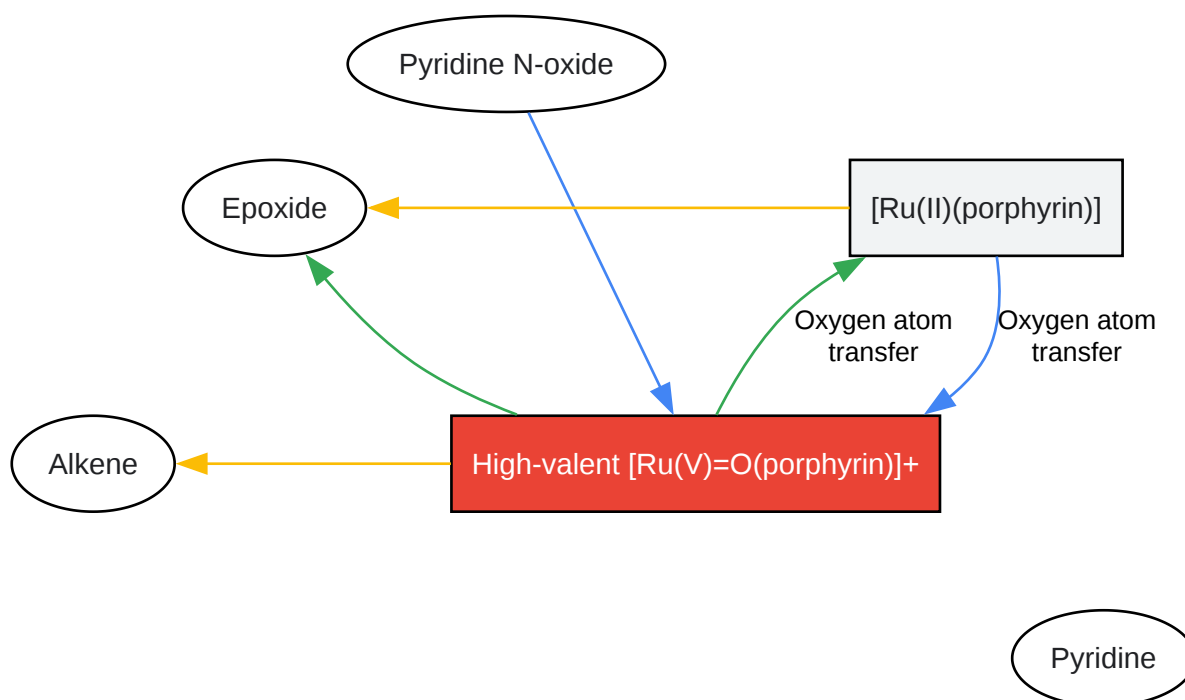 Pyridine N-oxide
Epoxide
[Ru(II)(porphyrin)]
Oxygen atom
transfer
Oxygen atom
transfer
Alkene
High-valent [Ru(V)=O(porphyrin)]+
Pyridine